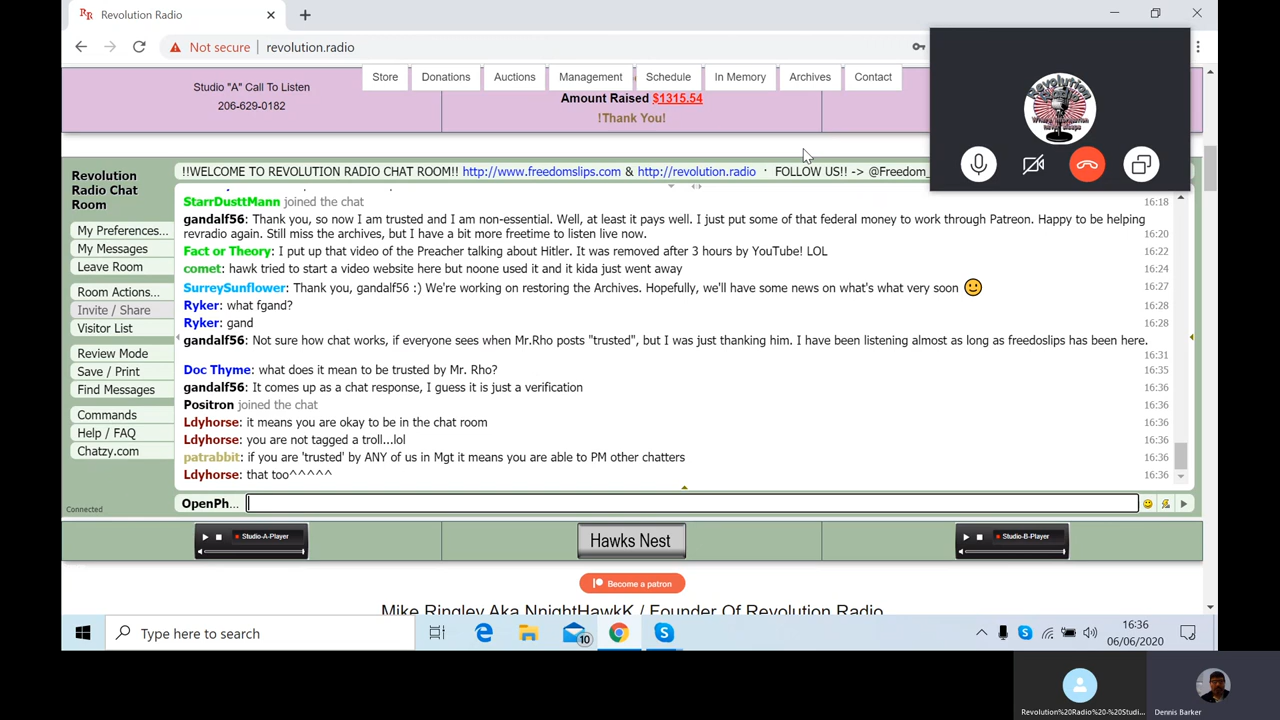 Revolution Radio
Not secure | revolution.radio
Store Donations Auctions Management Schedule In Memory Archives Contact
Studio "A" Call To Listen
206-629-0182
Amount Raised $1315.54
!Thank You!
Revolution
Radio Chat
Room
My Preferences...
My Messages
Leave Room
Room Actions...
Invite / Share
Visitor List
Review Mode
Save / Print
Find Messages
Commands
Help / FAQ
Chatzy.com
Connected
!!WELCOME TO REVOLUTION RADIO CHAT ROOM!! http://www.freedomslips.com & http://revolution.radio · FOLLOW US!! -> @Freedom_
StarrDusttMann joined the chat 16:18
gandalf56: Thank you, so now I am trusted and I am non-essential. Well, at least it pays well. I just put some of that federal money to work through Patreon. Happy to be helping
revradio again. Still miss the archives, but I have a bit more freetime to listen live now. 16:20
Fact or Theory: I put up that video of the Preacher talking about Hitler. It was removed after 3 hours by YouTube! LOL 16:22
comet: hawk tried to start a video website here but noone used it and it kida just went away 16:24
SurreySunflower: Thank you, gandalf56 :) We're working on restoring the Archives. Hopefully, we'll have some news on what's what very soon 16:27
Ryker: what fgand? 16:28
Ryker: gand 16:28
gandalf56: Not sure how chat works, if everyone sees when Mr.Rho posts "trusted", but I was just thanking him. I have been listening almost as long as freedoslips has been here.
16:31
Doc Thyme: what does it mean to be trusted by Mr. Rho? 16:35
gandalf56: It comes up as a chat response, I guess it is just a verification 16:36
Positron joined the chat 16:36
Ldyhorse: it means you are okay to be in the chat room 16:36
Ldyhorse: you are not tagged a troll...lol 16:36
patrabbit: if you are 'trusted' by ANY of us in Mgt it means you are able to PM other chatters 16:36
Ldyhorse: that too^^^^^ 16:36
OpenPh...
Studio-A-Player
Hawks Nest
Studio-B-Player
Become a patron
Mike Ringley Aka NnightHawkK / Founder Of Revolution Radio
Type here to search
10
16:36
06/06/2020
Revolution%20Radio%20-%20Studi...
Dennis Barker